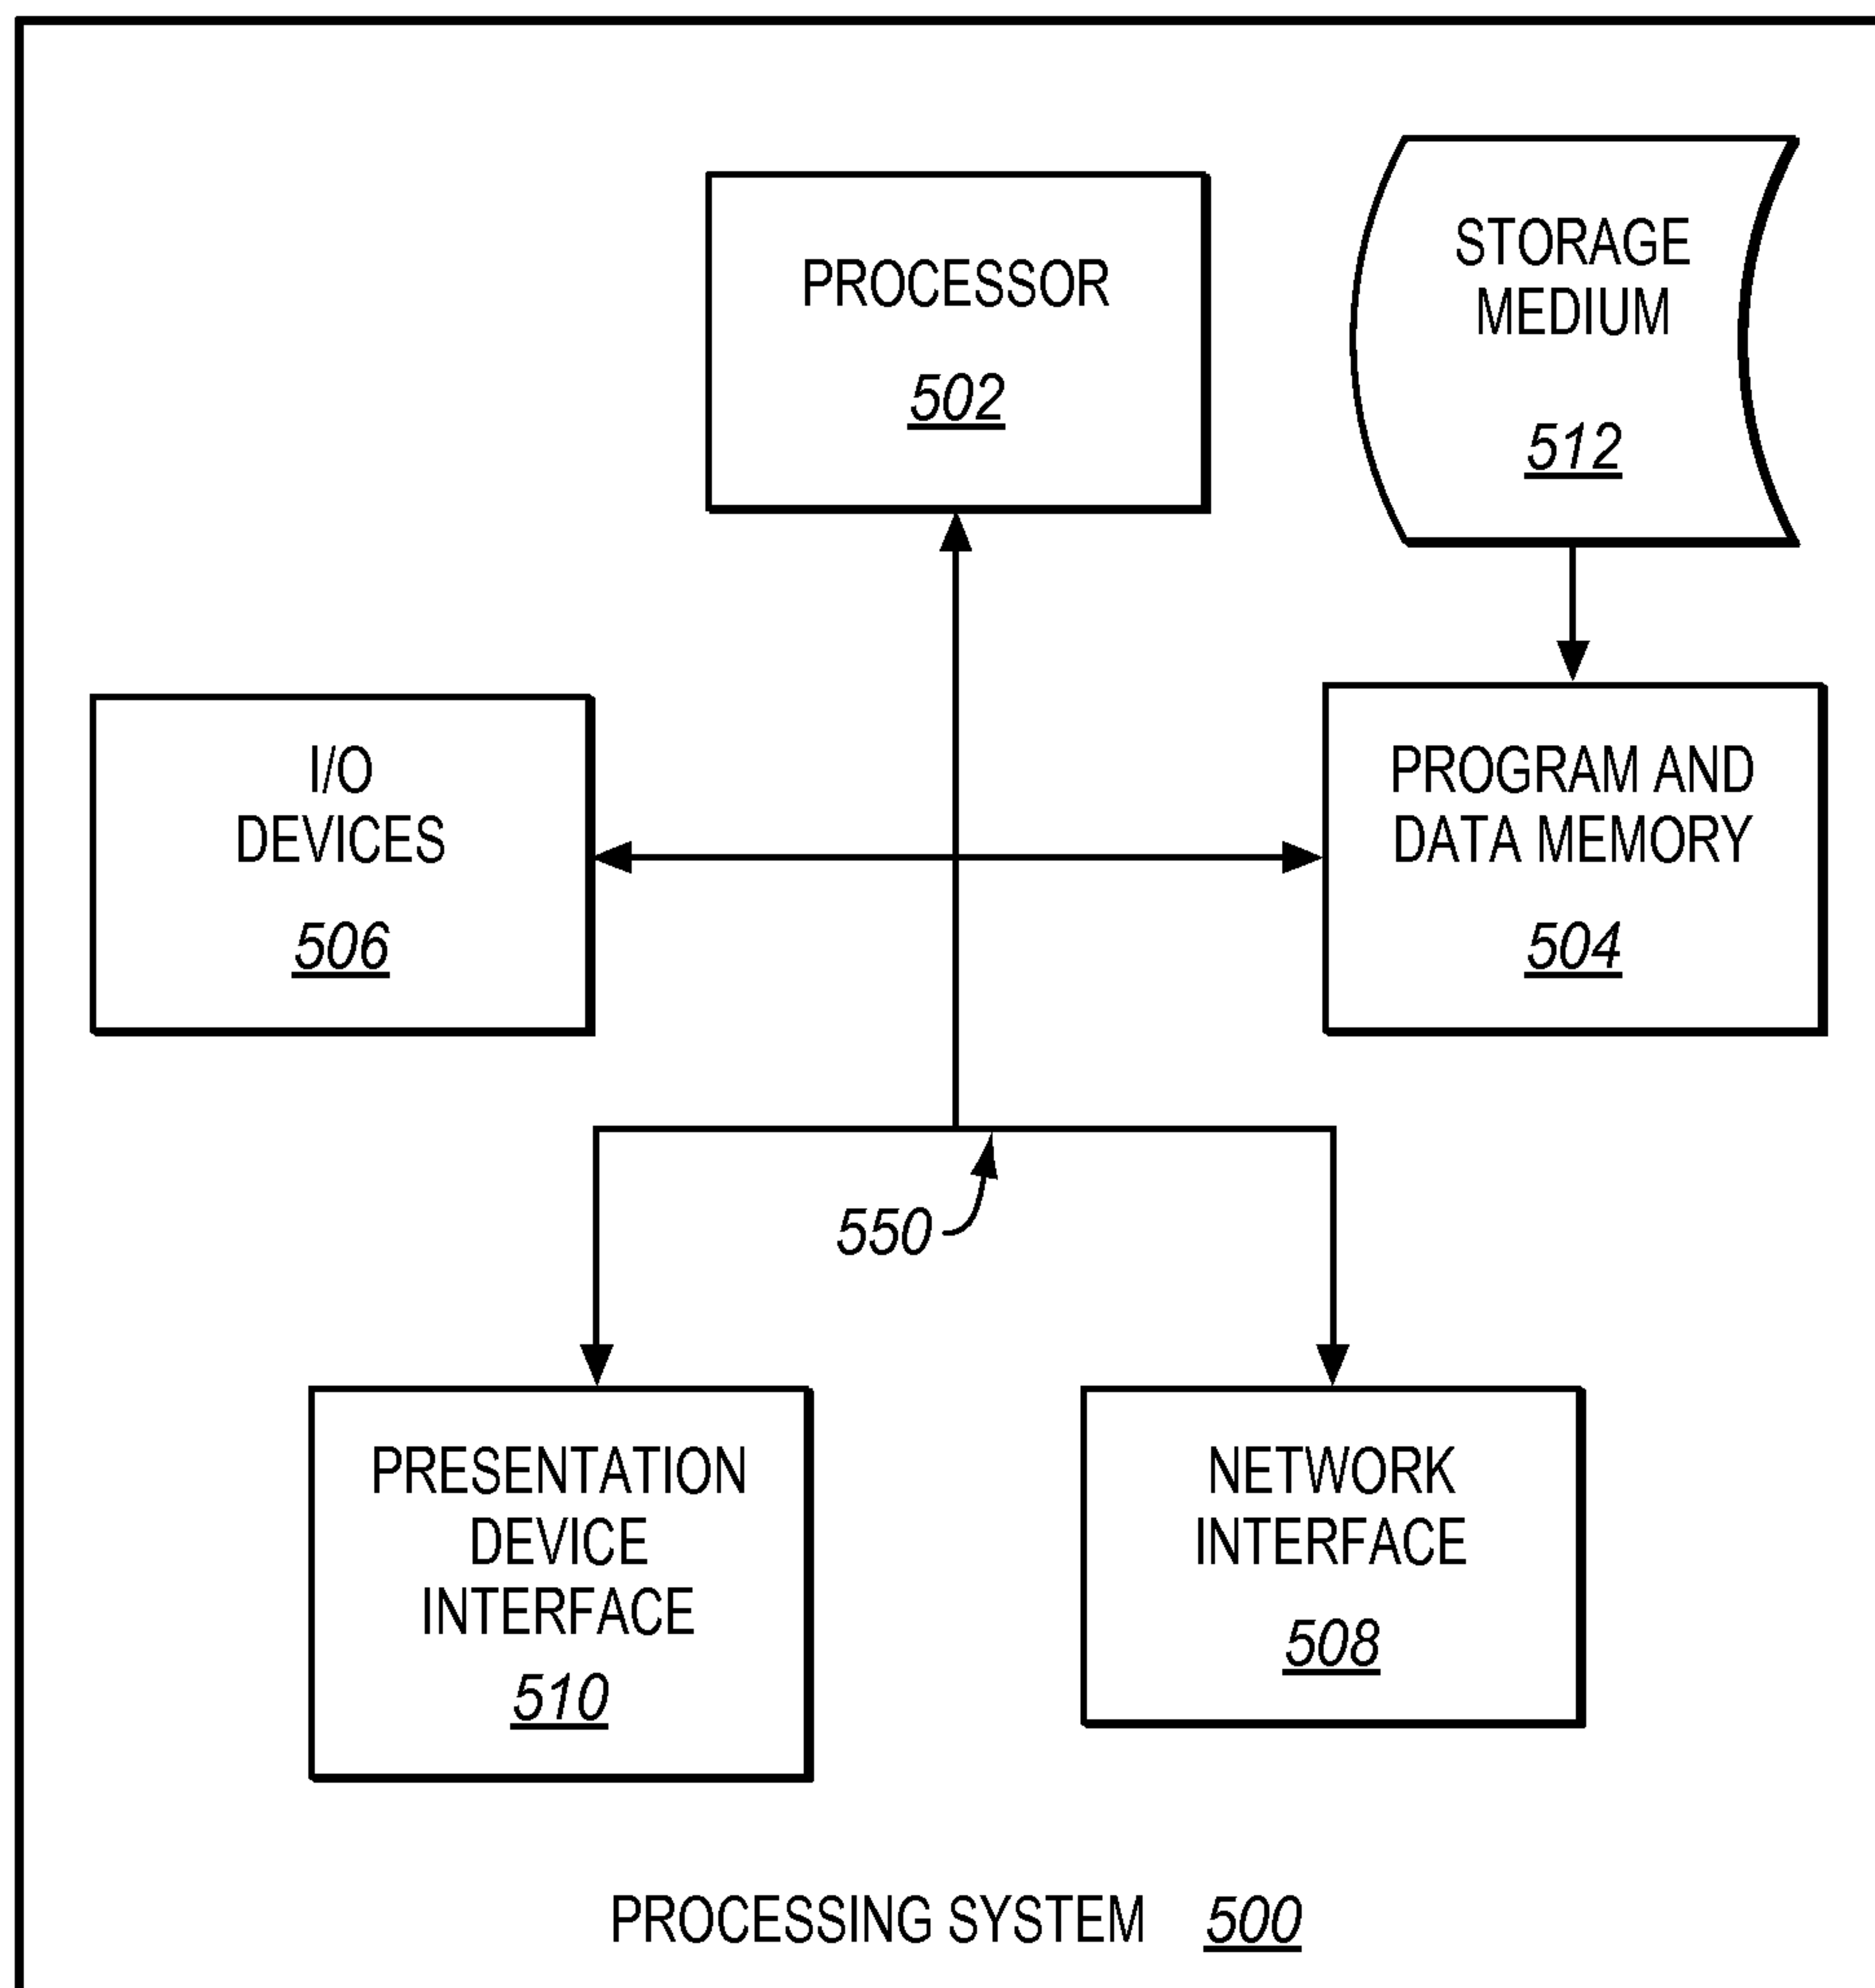 PROCESSOR
502
STORAGE
MEDIUM
512
I/O
DEVICES
506
PROGRAM AND
DATA MEMORY
504
550
PRESENTATION
DEVICE
INTERFACE
510
NETWORK
INTERFACE
508
PROCESSING SYSTEM 500